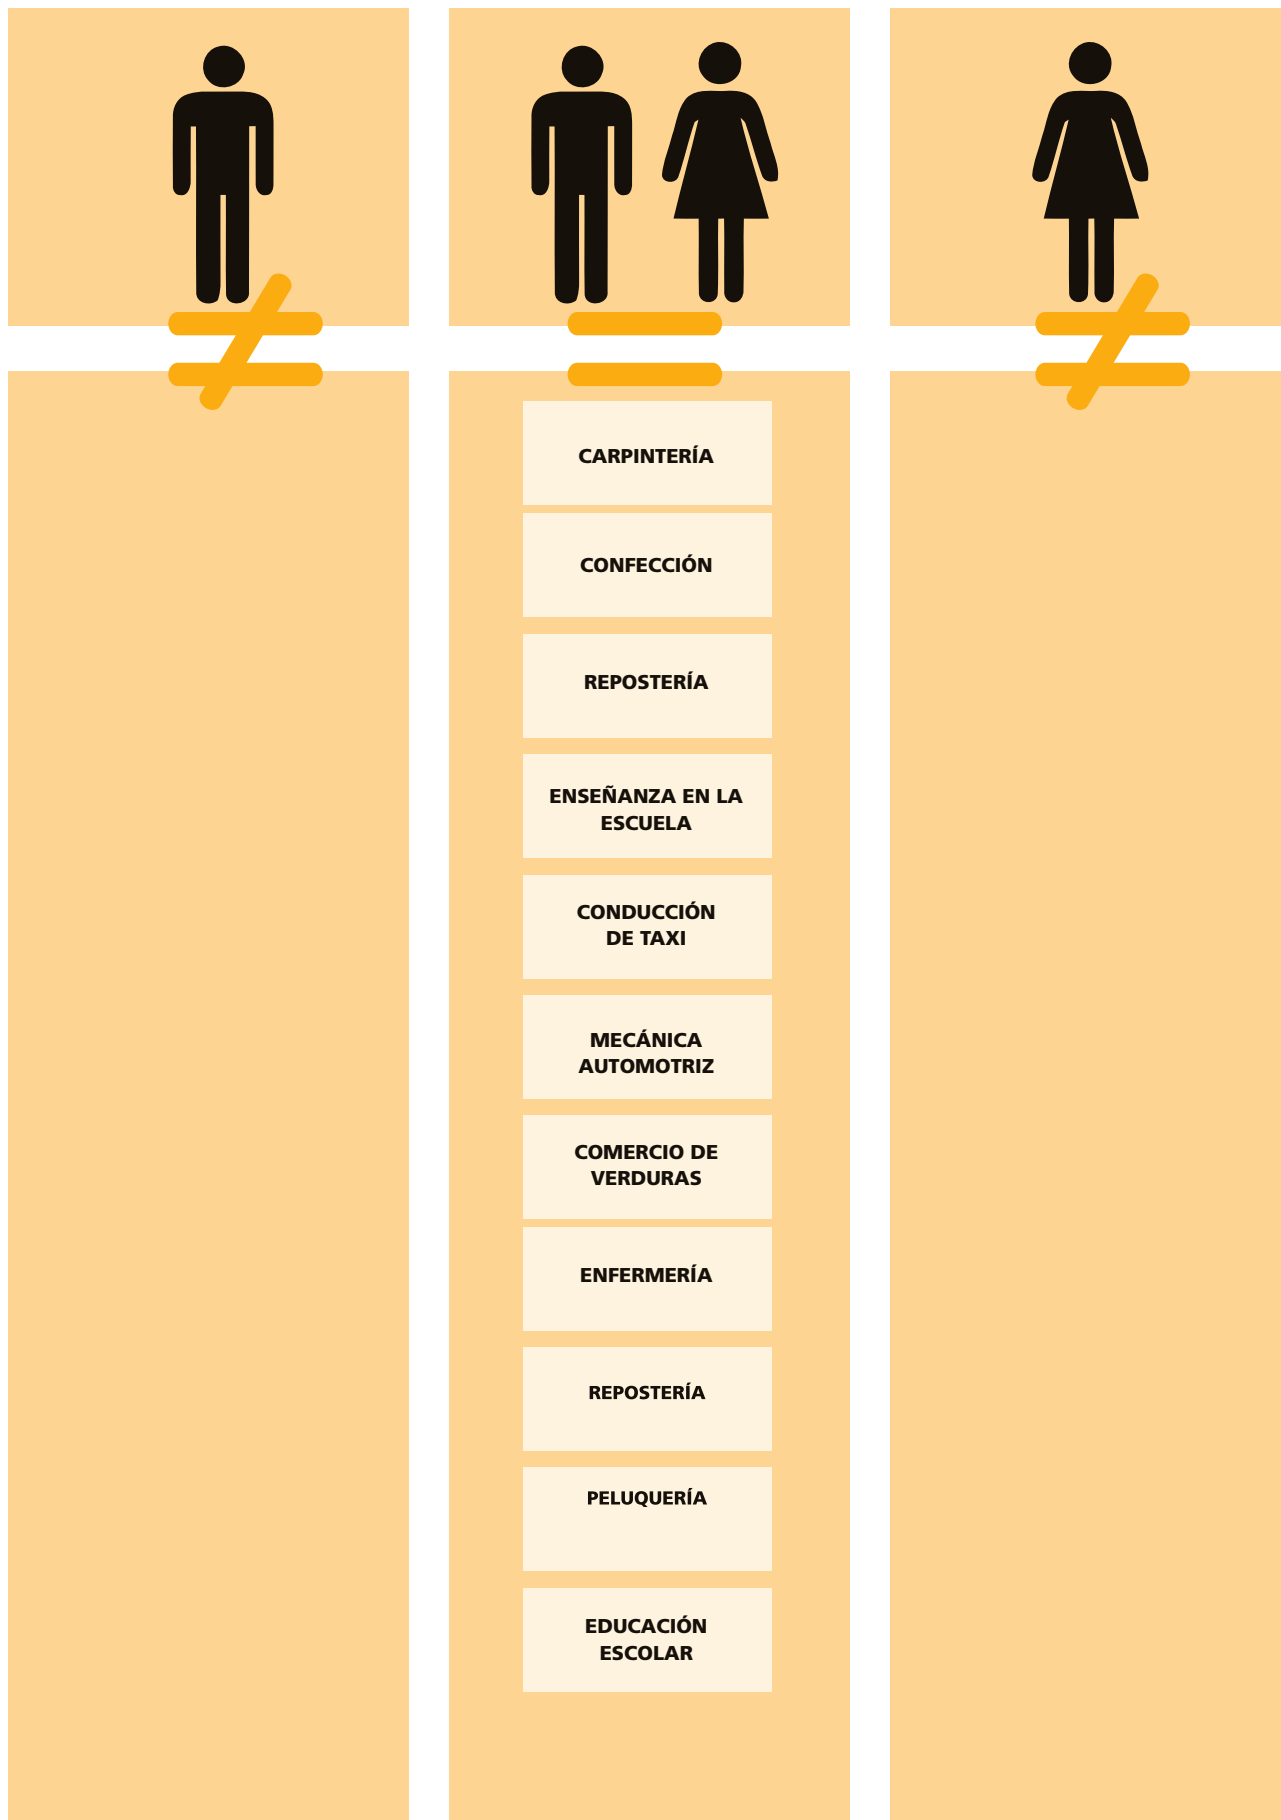 CARPINTERÍA
CONFECCIÓN
REPOSTERÍA
ENSEÑANZA EN LA
ESCUELA
CONDUCCIÓN
DE TAXI
MECÁNICA
AUTOMOTRIZ
COMERCIO DE
VERDURAS
ENFERMERÍA
REPOSTERÍA
PELUQUERÍA
EDUCACIÓN
ESCOLAR